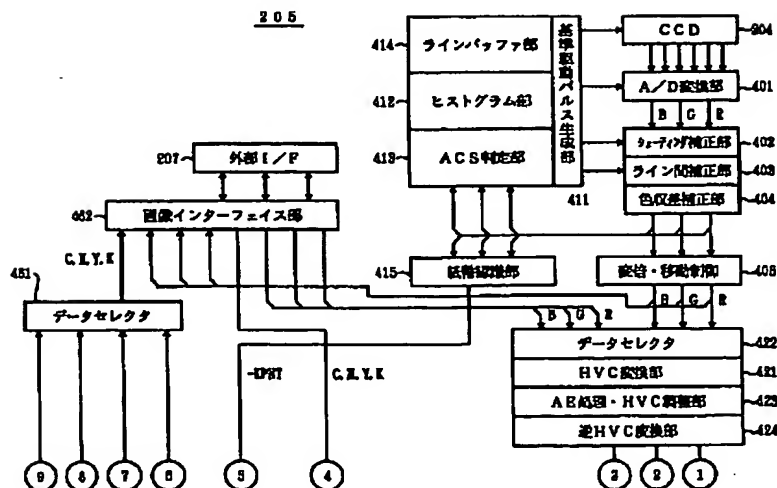 205
414
ラインバッファ部
412
ヒストグラム部
413
ACS判定部
基準駆動パルス生成部
411
CCD
204
A/D変換部
401
B G R
シェーディング補正部
402
ライン間補正部
403
色収差補正部
404
207
外部I/F
452
画像インターフェイス部
C,M,Y,K
451
データセレクタ
415
紙幣認識部
変倍・移動制御
405
B G R
B G R
データセレクタ
422
HVC変換部
421
AE処理・HVC調整部
423
逆HVC変換部
424
C,M,Y,K
9 8 7 6 5 4 3 2 1